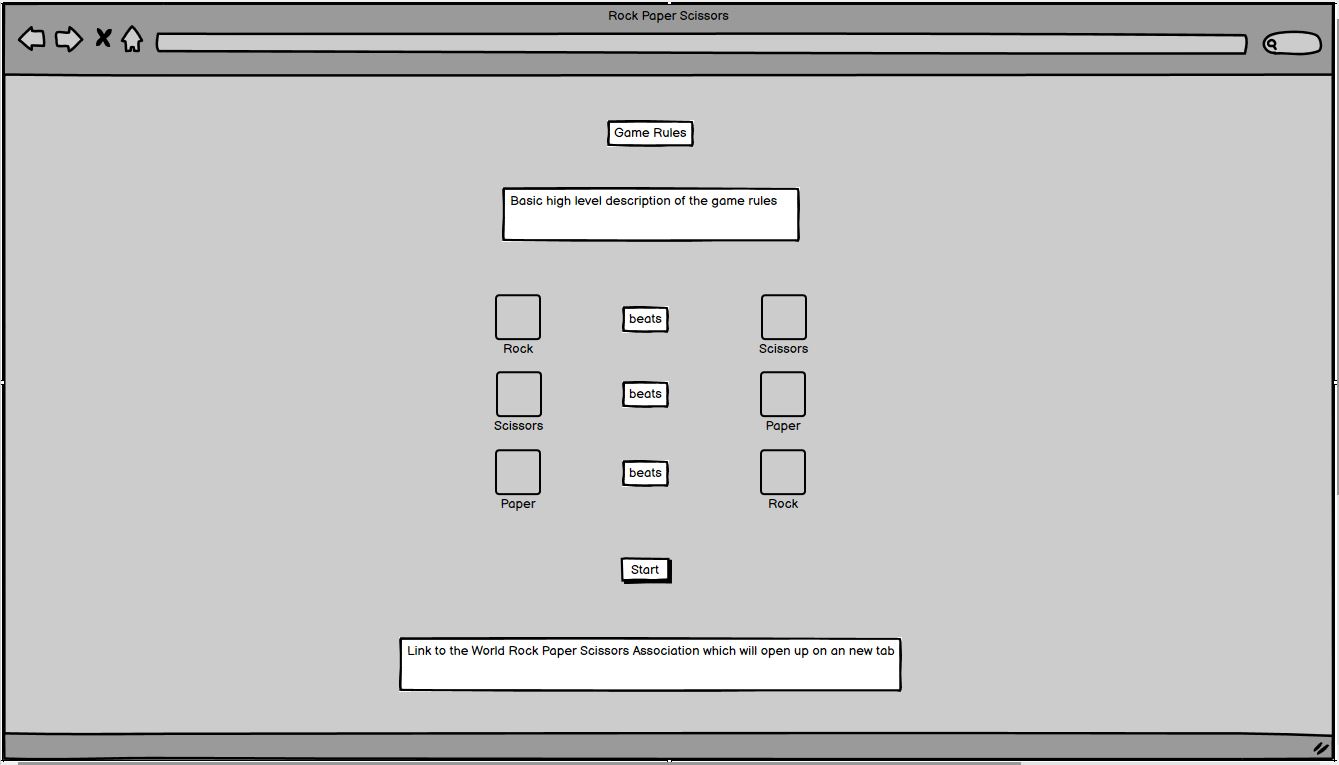 Rock Paper Scissors
Game Rules
Basic high level description of the game rules
beats
Rock
Scissors
beats
Scissors
Paper
beats
Paper
Rock
Start
Link to the World Rock Paper Scissors Association which will open up on an new tab